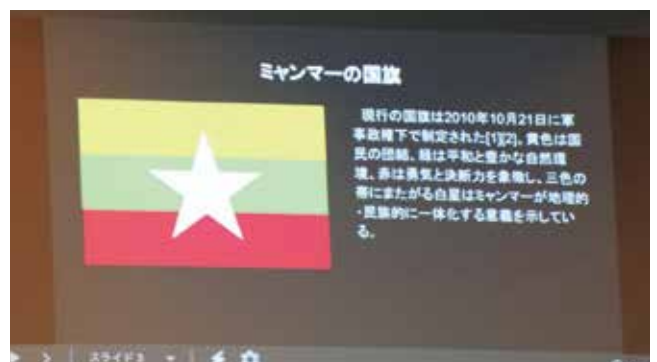 ミャンマーの国旗
現行の国旗は2010年10月21日に軍
事政権下で制定された[1][2]。黄色は国
民の団結、緑は平和と豊かな自然環
境、赤は勇気と決断力を象徴し、三色の
帯にまたがる白星はミャンマーが地理的
・民族的に一体化する意義を示してい
る。
スライド 3